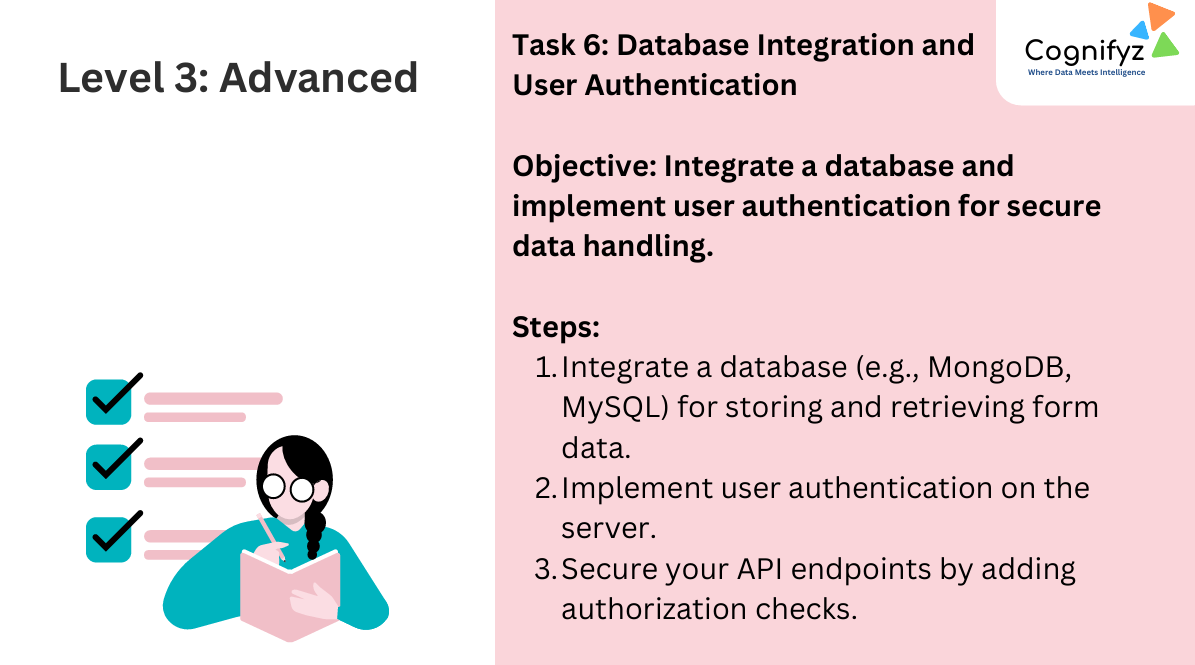 Level 3: Advanced
Task 6: Database Integration and
User Authentication
Cognifyz
Where Data Meets Intelligence
Objective: Integrate a database and
implement user authentication for secure
data handling.
Steps:
1. Integrate a database (e.g., MongoDB,
MySQL) for storing and retrieving form
data.
2. Implement user authentication on the
server.
3. Secure your API endpoints by adding
authorization checks.